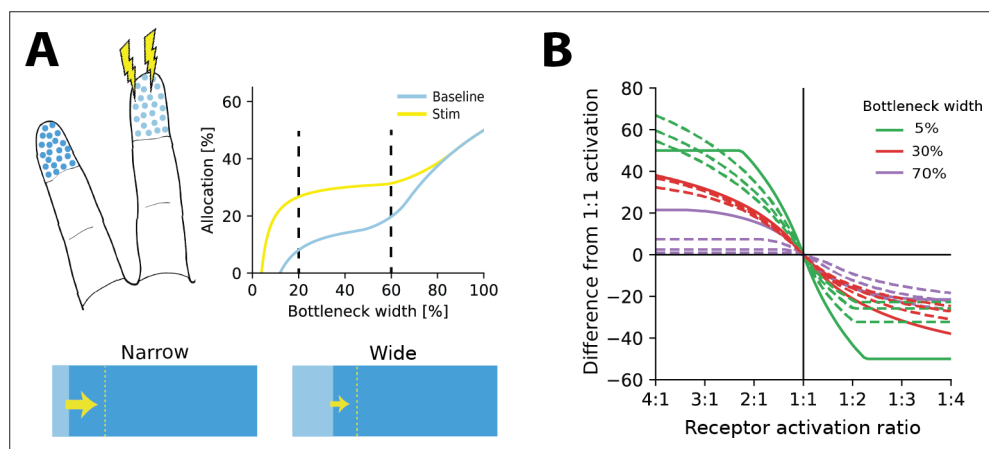 A
Allocation [%]
60
40
20
0
Baseline
Stim
0 20 40 60 80 100
Bottleneck width [%]
Narrow
Wide
B
Difference from 1:1 activation
80
60
40
20
0
−20
−40
−60
Bottleneck width
5%
30%
70%
4:1 3:1 2:1 1:1 1:2 1:3 1:4
Receptor activation ratio